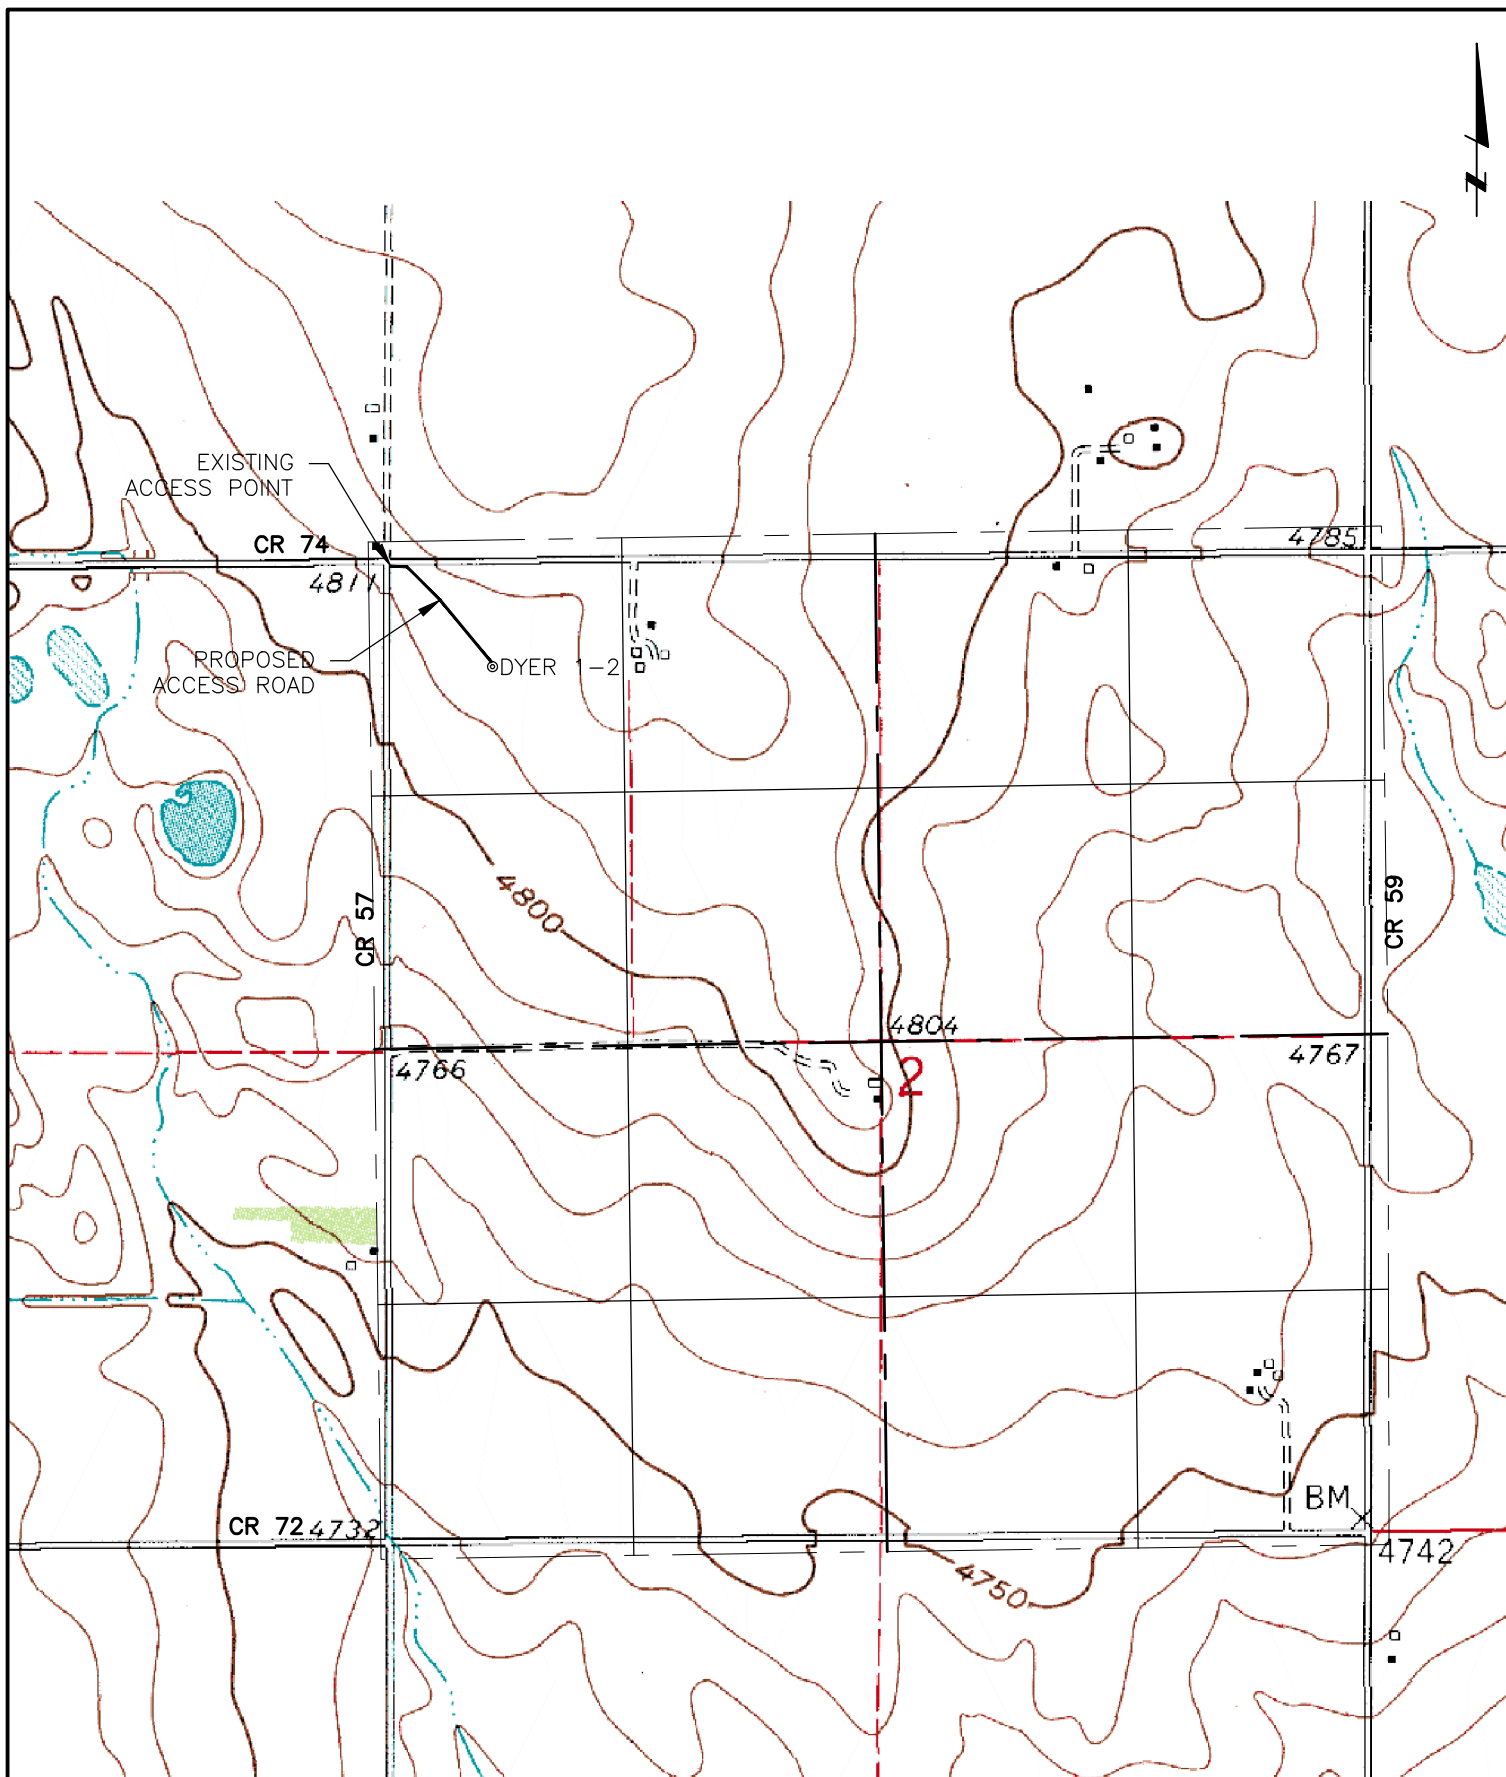 N
EXISTING
ACCESS POINT
CR 74
4811
4785
PROPOSED
ACCESS ROAD
DYER 1-2
4800
CR 57
CR 59
4804
4766
2
4767
BM
CR 72 4732
4742
4750